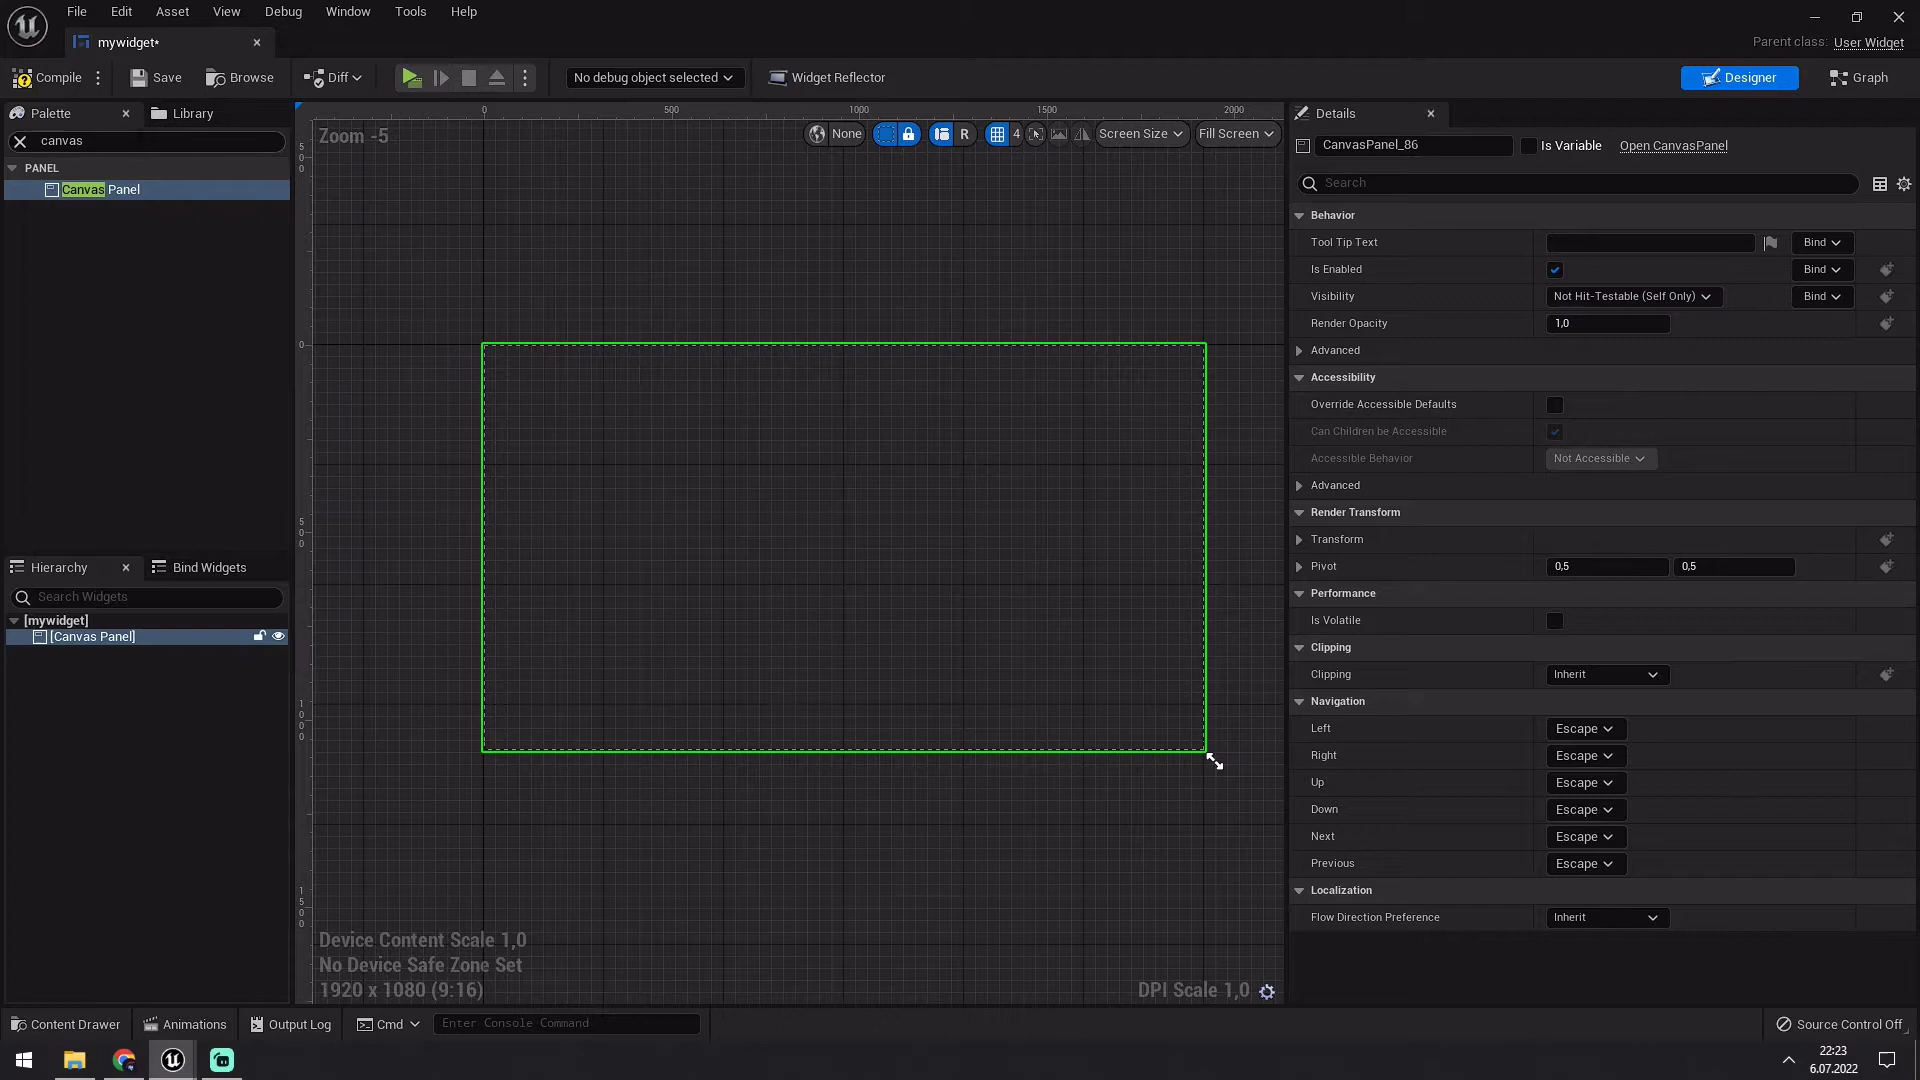 File Edit Asset View Debug Window Tools Help
mywidget*
Parent class: User Widget
Compile Save Browse Diff No debug object selected Widget Reflector Designer Graph
Palette Library
canvas
PANEL
Canvas Panel
Hierarchy Bind Widgets
Search Widgets
[mywidget]
[Canvas Panel]
0 500 1000 1500 2000
Zoom -5
None R 4 Screen Size Fill Screen
500
0
500
1000
1500
Device Content Scale 1,0
No Device Safe Zone Set
1920 x 1080 (9:16)
DPI Scale 1,0
Details
CanvasPanel_86 Is Variable Open CanvasPanel
Search
Behavior
Tool Tip Text Bind
Is Enabled Bind
Visibility Not Hit-Testable (Self Only) Bind
Render Opacity 1,0
Advanced
Accessibility
Override Accessible Defaults
Can Children be Accessible
Accessible Behavior Not Accessible
Advanced
Render Transform
Transform
Pivot 0,5 0,5
Performance
Is Volatile
Clipping
Clipping Inherit
Navigation
Left Escape
Right Escape
Up Escape
Down Escape
Next Escape
Previous Escape
Localization
Flow Direction Preference Inherit
Content Drawer Animations Output Log Cmd Enter Console Command Source Control Off
22:23
6.07.2022